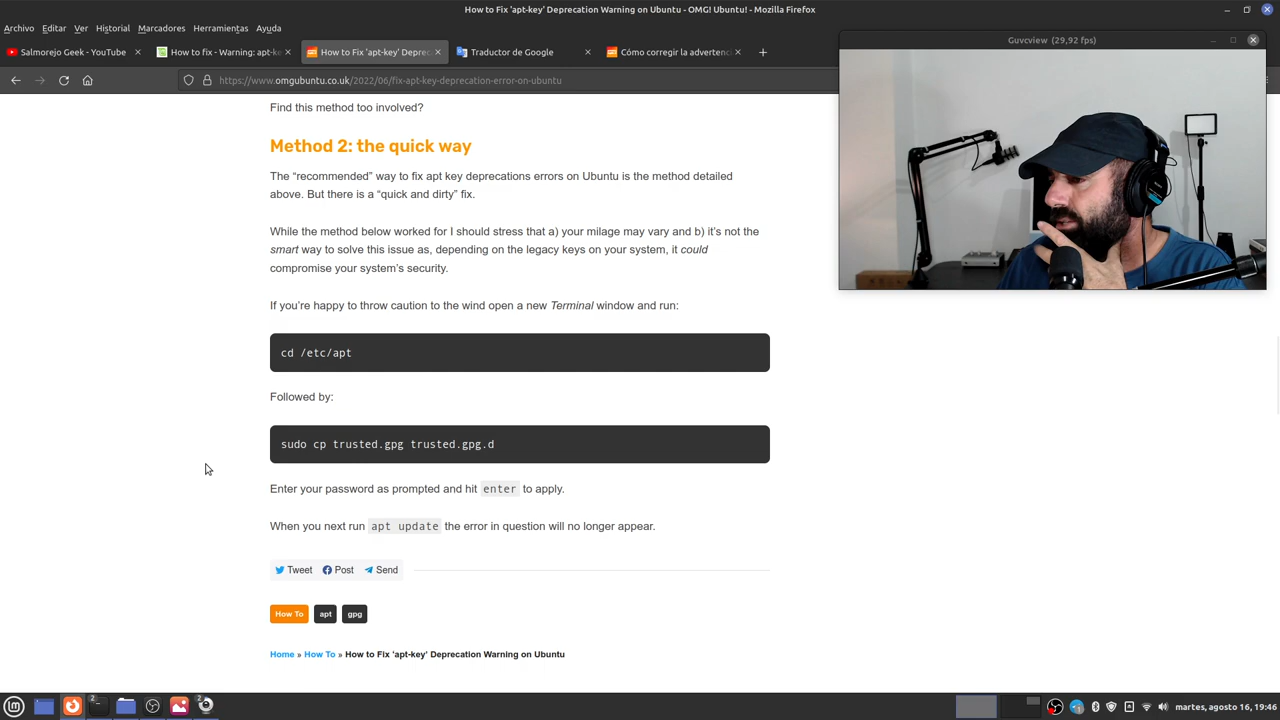 How to Fix 'apt-key' Deprecation Warning on Ubuntu - OMG! Ubuntu! - Mozilla Firefox
Archivo Editar Ver Historial Marcadores Herramientas Ayuda
Salmorejo Geek - YouTube
How to fix - Warning: apt-ke
How to Fix 'apt-key' Deprec
Traductor de Google
Cómo corregir la advertenc
Guvcview (29,92 fps)
https://www.omgubuntu.co.uk/2022/06/fix-apt-key-deprecation-error-on-ubuntu
Find this method too involved?
Method 2: the quick way
The “recommended” way to fix apt key deprecations errors on Ubuntu is the method detailed
above. But there is a “quick and dirty” fix.
While the method below worked for I should stress that a) your milage may vary and b) it’s not the
smart way to solve this issue as, depending on the legacy keys on your system, it could
compromise your system’s security.
If you’re happy to throw caution to the wind open a new Terminal window and run:
cd /etc/apt
Followed by:
sudo cp trusted.gpg trusted.gpg.d
Enter your password as prompted and hit enter to apply.
When you next run apt update the error in question will no longer appear.
Tweet Post Send
How To apt gpg
Home » How To » How to Fix ‘apt-key’ Deprecation Warning on Ubuntu
2 2
martes, agosto 16, 19:46